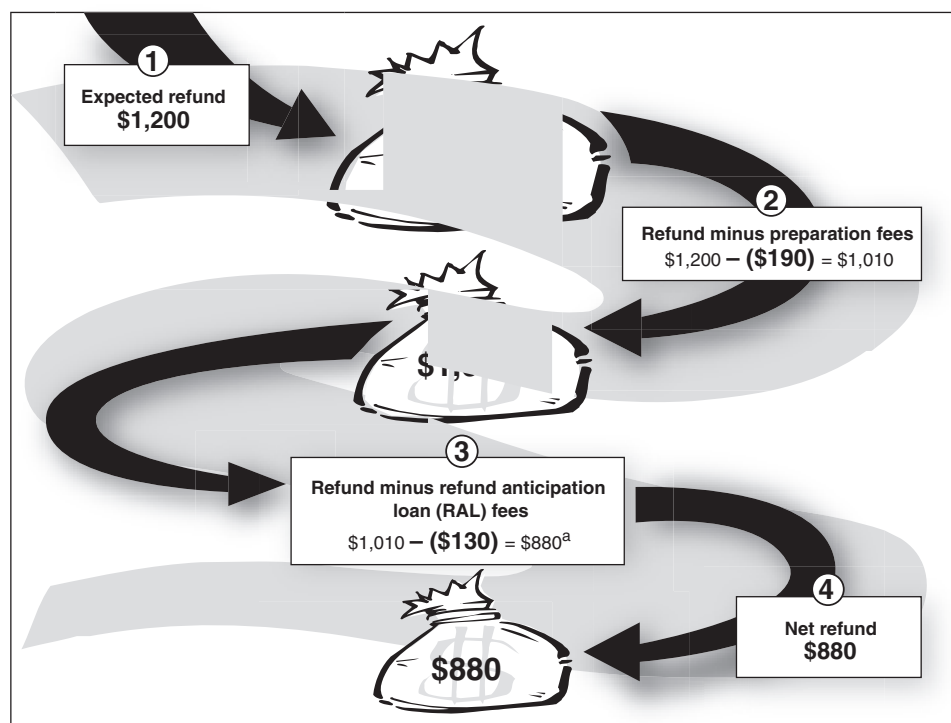 1
Expected refund
$1,200
2
Refund minus preparation fees
$1,200 – ($190) = $1,010
3
Refund minus refund anticipation
loan (RAL) fees
$1,010 – ($130) = $880a
4
Net refund
$880
$880